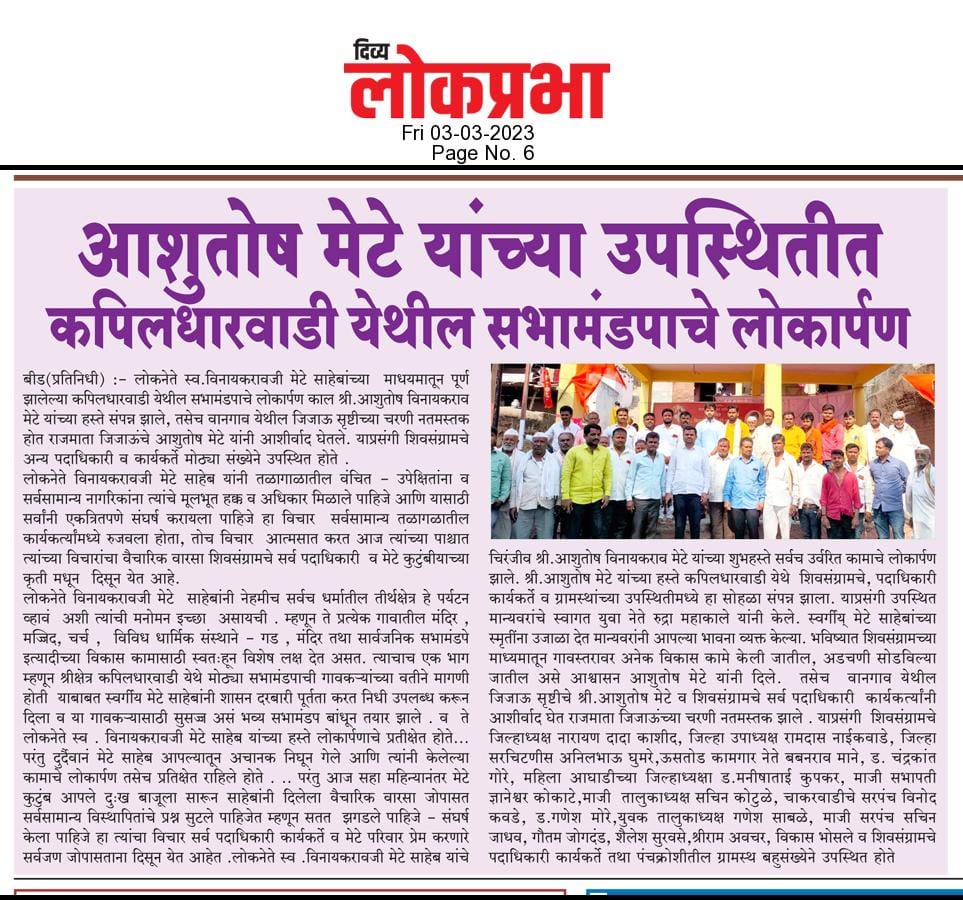 दिव्य
लोकप्रभा
Fri 03-03-2023
Page No. 6
आशुतोष मेटे यांच्या उपस्थितीत
कपिलधारवाडी येथील सभामंडपाचे लोकार्पण
बीड(प्रतिनिधी) :- लोकनेते स्व.विनायकरावजी मेटे साहेबांच्या माधयमातून पूर्ण
झालेल्या कपिलधारवाडी येथील सभामंडपाचे लोकार्पण काल श्री.आशुतोष विनायकराव
मेटे यांच्या हस्ते संपन्न झाले, तसेच वानगाव येथील जिजाऊ सृष्टीच्या चरणी नतमस्तक
होत राजमाता जिजाऊंचे आशुतोष मेटे यांनी आशीर्वाद घेतले. याप्रसंगी शिवसंग्रामचे
अन्य पदाधिकारी व कार्यकर्ते मोठ्या संख्येने उपस्थित होते .
लोकनेते विनायकरावजी मेटे साहेब यांनी तळागाळातील वंचित - उपेक्षितांना व
सर्वसामान्य नागरिकांना त्यांचे मूलभूत हक्क व अधिकार मिळाले पाहिजे आणि यासाठी
सर्वांनी एकत्रितपणे संघर्ष करायला पाहिजे हा विचार सर्वसामान्य तळागळातील
कार्यकर्त्यांमध्ये रुजवला होता, तोच विचार आत्मसात करत आज त्यांच्या पाश्चात
त्यांच्या विचारांचा वैचारिक वारसा शिवसंग्रामचे सर्व पदाधिकारी व मेटे कुटुंबीयाच्या
कृती मधून दिसून येत आहे.
लोकनेते विनायकरावजी मेटे साहेबांनी नेहमीच सर्वच धर्मातील तीर्थक्षेत्र हे पर्यटन
व्हावं अशी त्यांची मनोमन इच्छा असायची . म्हणून ते प्रत्येक गावातील मंदिर ,
मज्जिद, चर्च , विविध धार्मिक संस्थाने - गड , मंदिर तथा सार्वजनिक सभामंडपे
इत्यादीच्या विकास कामासाठी स्वतःहून विशेष लक्ष देत असत. त्याचाच एक भाग
म्हणून श्रीक्षेत्र कपिलधारवाडी येथे मोठ्या सभामंडपाची गावकऱ्यांच्या वतीने मागणी
होती याबाबत स्वर्गीय मेटे साहेबांनी शासन दरबारी पूर्तता करत निधी उपलब्ध करून
दिला व या गावकऱ्यासाठी सुसज्ज असं भव्य सभामंडप बांधून तयार झाले . व ते
लोकनेते स्व . विनायकरावजी मेटे साहेब यांच्या हस्ते लोकार्पणाचे प्रतीक्षेत होते...
परंतु दुर्दैवानं मेटे साहेब आपल्यातून अचानक निघून गेले आणि त्यांनी केलेल्या
कामाचे लोकार्पण तसेच प्रतिक्षेत राहिले होते . .. परंतु आज सहा महिन्यानंतर मेटे
कुटुंब आपले दुःख बाजूला सारून साहेबांनी दिलेला वैचारिक वारसा जोपासत
सर्वसामान्य विस्थापितांचे प्रश्न सुटले पाहिजेत म्हणून सतत झगडले पाहिजे - संघर्ष
केला पाहिजे हा त्यांचा विचार सर्व पदाधिकारी कार्यकर्ते व मेटे परिवार प्रेम करणारे
सर्वजण जोपासताना दिसून येत आहेत .लोकनेते स्व .विनायकरावजी मेटे साहेब यांचे
चिरंजीव श्री.आशुतोष विनायकराव मेटे यांच्या शुभहस्ते सर्वच उर्वरित कामाचे लोकार्पण
झाले. श्री.आशुतोष मेटे यांच्या हस्ते कपिलधारवाडी येथे शिवसंग्रामचे, पदाधिकारी
कार्यकर्ते व ग्रामस्थांच्या उपस्थितीमध्ये हा सोहळा संपन्न झाला. याप्रसंगी उपस्थित
मान्यवरांचे स्वागत युवा नेते रुद्रा महाकाले यांनी केले. स्वर्गीय् मेटे साहेबांच्या
स्मृतींना उजाळा देत मान्यवरांनी आपल्या भावना व्यक्त केल्या. भविष्यात शिवसंग्रामच्या
माध्यमातून गावस्तरावर अनेक विकास कामे केली जातील, अडचणी सोडविल्या
जातील असे आश्वासन आशुतोष मेटे यांनी दिले. तसेच वानगाव येथील
जिजाऊ सृष्टीचे श्री.आशुतोष मेटे व शिवसंग्रामचे सर्व पदाधिकारी कार्यकर्त्यांनी
आशीर्वाद घेत राजमाता जिजाऊंच्या चरणी नतमस्तक झाले . याप्रसंगी शिवसंग्रामचे
जिल्हाध्यक्ष नारायण दादा काशीद, जिल्हा उपाध्यक्ष रामदास नाईकवाडे, जिल्हा
सरचिटणीस अनिलभाऊ घुमरे,ऊसतोड कामगार नेते बबनराव माने, ड. चंद्रकांत
गोरे, महिला आघाडीच्या जिल्हाध्यक्षा ड.मनीषाताई कुपकर, माजी सभापती
ज्ञानेश्वर कोकाटे,माजी तालुकाध्यक्ष सचिन कोटुळे, चाकरवाडीचे सरपंच विनोद
कवडे, ड.गणेश मोरे,युवक तालुकाध्यक्ष गणेश साबळे, माजी सरपंच सचिन
जाधव, गौतम जोगदंड, शैलेश सुरवसे,श्रीराम अवचर, विकास भोसले व शिवसंग्रामचे
पदाधिकारी कार्यकर्ते तथा पंचक्रोशीतील ग्रामस्थ बहुसंख्येने उपस्थित होते